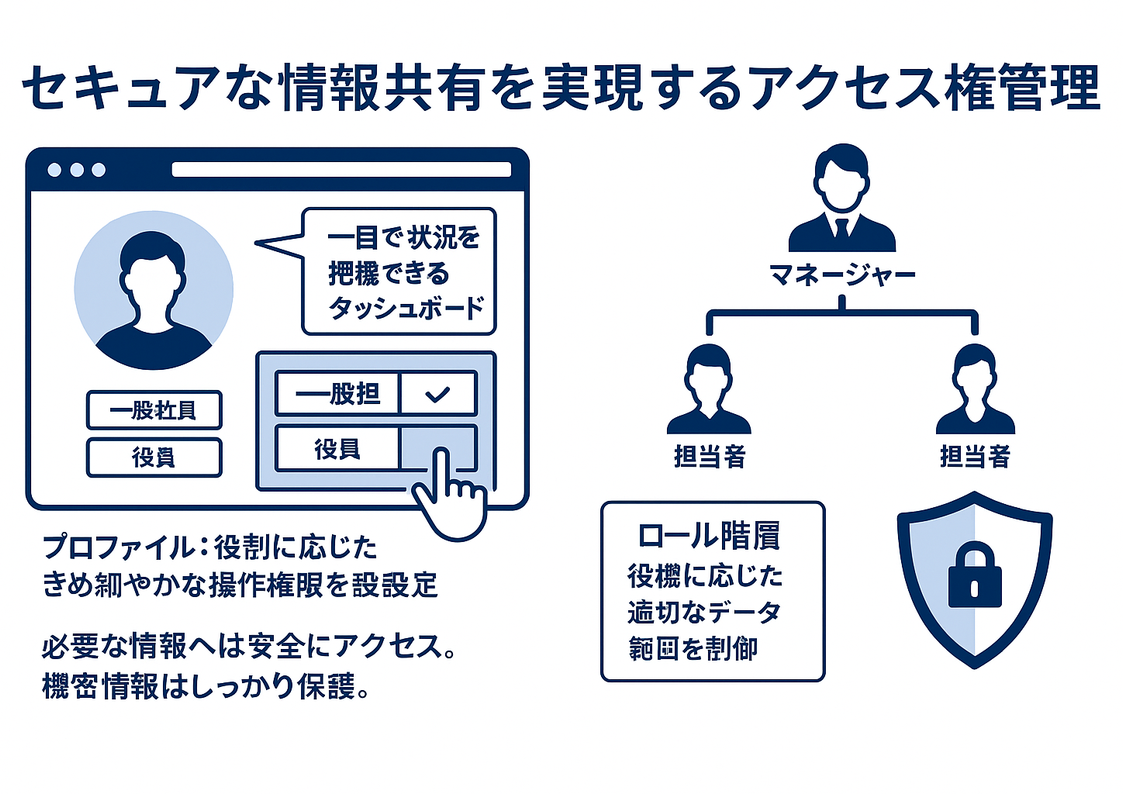 セキュアな情報共有を実現するアクセス権管理
一目で状況を
把機できる
タッシュボード
一股担
役員
一股社員
役員
プロファイル：役割に応じた
きめ細やかな操作権限を設設定
必要な情報へは安全にアクセス。
機密情報はしっかり保護。
マネージャー
担当者
担当者
ロール階層
役機に応じた
適切なデータ
範囲を制御